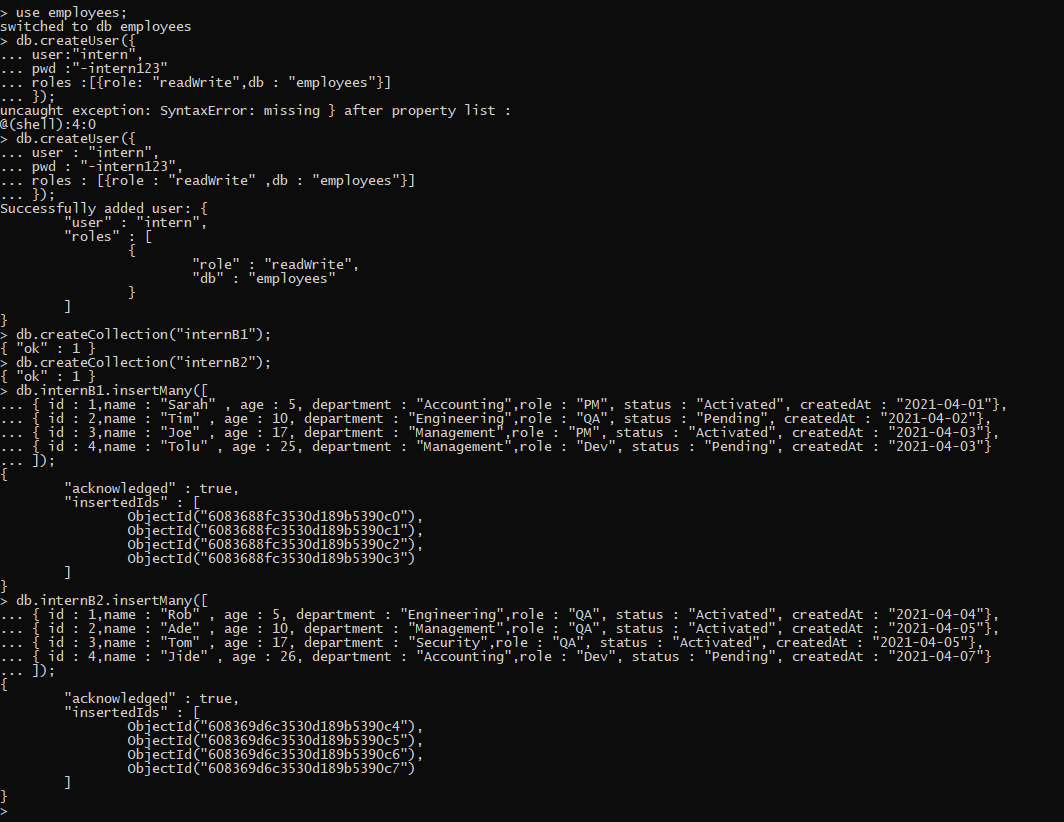 > use employees;
switched to db employees
> db.createUser({
... user:"intern",
... pwd :"-intern123"
... roles :[{role: "readWrite",db : "employees"}]
... });
uncaught exception: SyntaxError: missing } after property list :
@(shell):4:0
> db.createUser({
... user : "intern",
... pwd : "-intern123",
... roles : [{role : "readWrite" ,db : "employees"}]
... });
Successfully added user: {
        "user" : "intern",
        "roles" : [
                {
                        "role" : "readWrite",
                        "db" : "employees"
                }
        ]
}
> db.createCollection("internB1");
{ "ok" : 1 }
> db.createCollection("internB2");
{ "ok" : 1 }
> db.internB1.insertMany([
... { id : 1,name : "Sarah" , age : 5, department : "Accounting",role : "PM", status : "Activated", createdAt : "2021-04-01"},
... { id : 2,name : "Tim" , age : 10, department : "Engineering",role : "QA", status : "Pending", createdAt : "2021-04-02"},
... { id : 3,name : "Joe" , age : 17, department : "Management",role : "PM", status : "Activated", createdAt : "2021-04-03"},
... { id : 4,name : "Tolu" , age : 25, department : "Management",role : "Dev", status : "Pending", createdAt : "2021-04-03"}
... ]);
{
        "acknowledged" : true,
        "insertedIds" : [
                ObjectId("6083688fc3530d189b5390c0"),
                ObjectId("6083688fc3530d189b5390c1"),
                ObjectId("6083688fc3530d189b5390c2"),
                ObjectId("6083688fc3530d189b5390c3")
        ]
}
> db.internB2.insertMany([
... { id : 1,name : "Rob" , age : 5, department : "Engineering",role : "QA", status : "Activated", createdAt : "2021-04-04"},
... { id : 2,name : "Ade" , age : 10, department : "Management",role : "QA", status : "Activated", createdAt : "2021-04-05"},
... { id : 3,name : "Tom" , age : 17, department : "Security",role : "QA", status : "Activated", createdAt : "2021-04-05"},
... { id : 4,name : "Jide" , age : 26, department : "Accounting",role : "Dev", status : "Pending", createdAt : "2021-04-07"}
... ]);
{
        "acknowledged" : true,
        "insertedIds" : [
                ObjectId("608369d6c3530d189b5390c4"),
                ObjectId("608369d6c3530d189b5390c5"),
                ObjectId("608369d6c3530d189b5390c6"),
                ObjectId("608369d6c3530d189b5390c7")
        ]
}
>